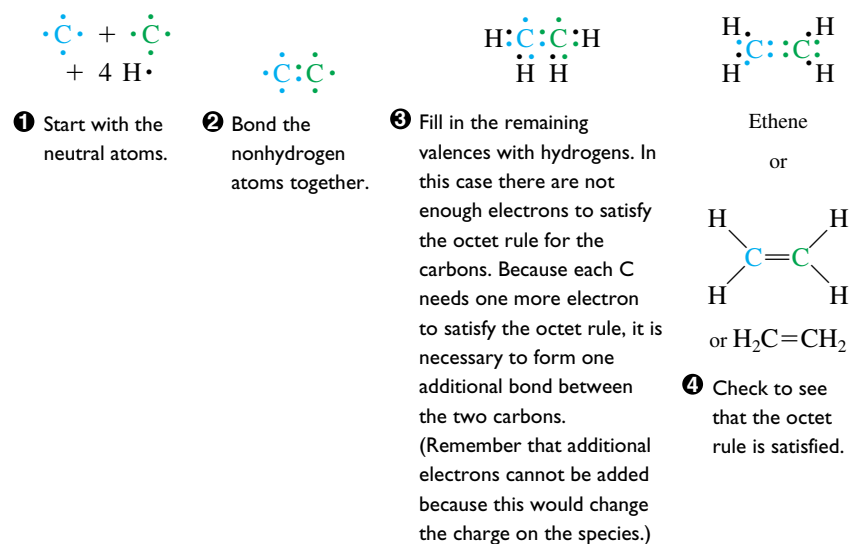 ·C· + ·C·
+ 4 H·
❶ Start with the
neutral atoms.
·C:C·
❷ Bond the
nonhydrogen
atoms together.
H:C:C:H
H H
❸ Fill in the remaining
valences with hydrogens. In
this case there are not
enough electrons to satisfy
the octet rule for the
carbons. Because each C
needs one more electron
to satisfy the octet rule, it is
necessary to form one
additional bond between
the two carbons.
(Remember that additional
electrons cannot be added
because this would change
the charge on the species.)
H H
C::C
H H
Ethene
or
H H
C=C
H H
or H₂C=CH₂
❹ Check to see
that the octet
rule is satisfied.